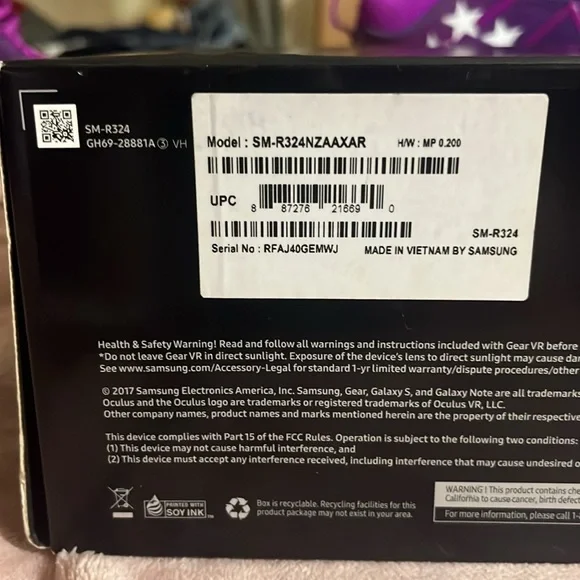 SM-R324
GH69-28881A ③ VH
Model : SM-R324NZAAXAR H/W : MP 0.200
UPC 8 87276 21669 0
SM-R324
Serial No : RFAJ40GEMWJ MADE IN VIETNAM BY SAMSUNG
Health & Safety Warning! Read and follow all warnings and instructions included with Gear VR before
*Do not leave Gear VR in direct sunlight. Exposure of the device's lens to direct sunlight may cause
See www.samsung.com/Accessory-Legal for standard 1-yr limited warranty/dispute procedures/other
© 2017 Samsung Electronics America, Inc. Samsung, Gear, Galaxy S, and Galaxy Note are all
Oculus and the Oculus logo are trademarks or registered trademarks of Oculus VR, LLC.
Other company names, product names and marks mentioned herein are the property of their respective
This device complies with Part 15 of the FCC Rules. Operation is subject to the following two conditions:
(1) This device may not cause harmful interference, and
(2) This device must accept any interference received, including interference that may cause undesired
PRINTED WITH
SOY INK™
Box is recyclable. Recycling facilities for this
package may not exist in your area.
WARNING! This product contains
California to cause cancer, birth
For more information, please call